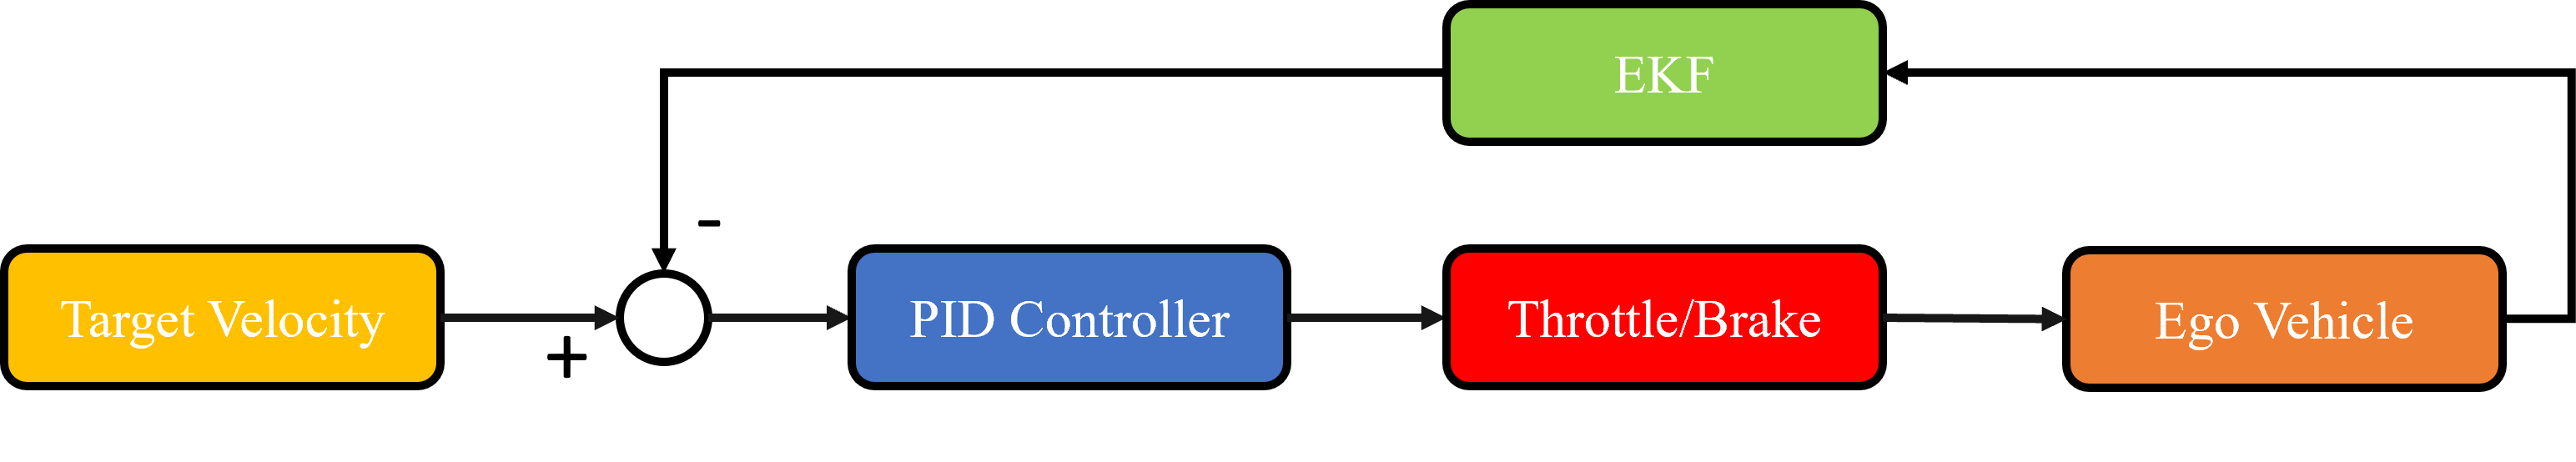 EKF
-
Target Velocity
PID Controller
Throttle/Brake
Ego Vehicle
+